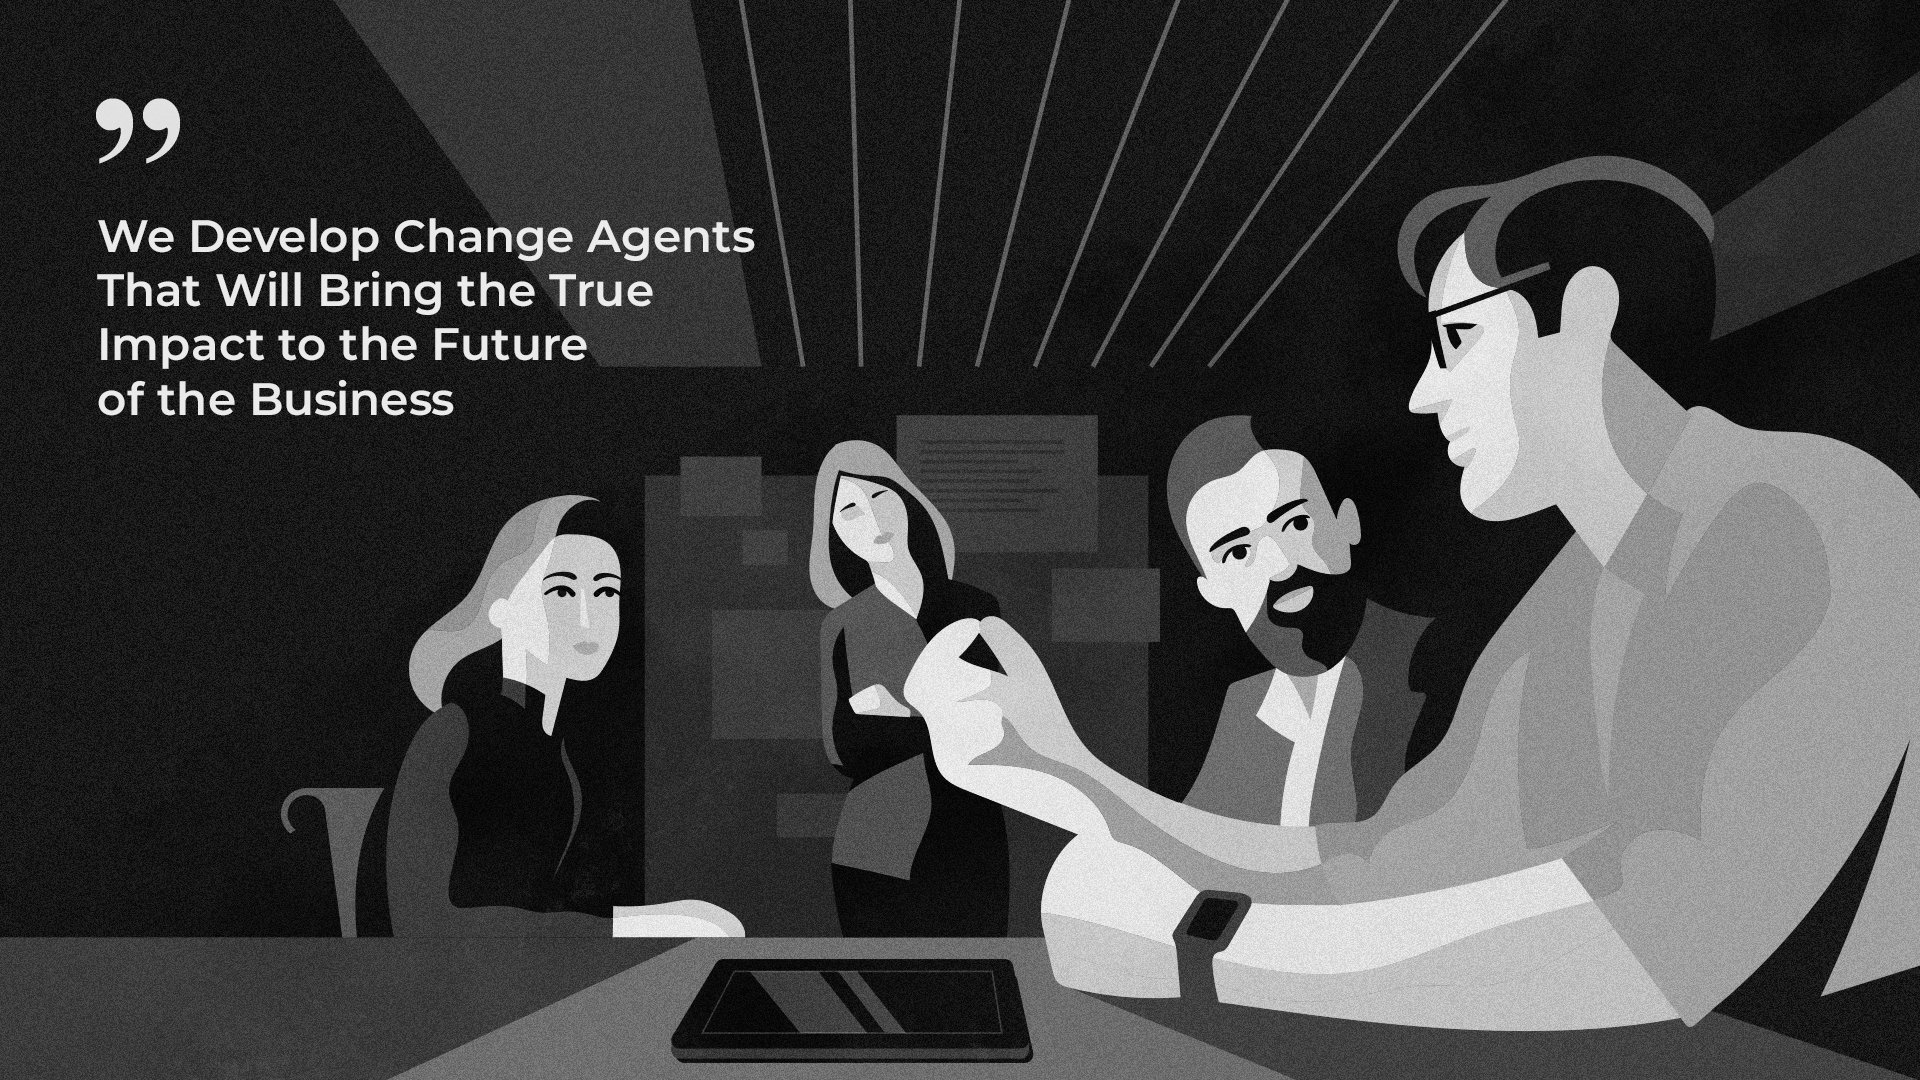 ”
We Develop Change Agents
That Will Bring the True
Impact to the Future
of the Business